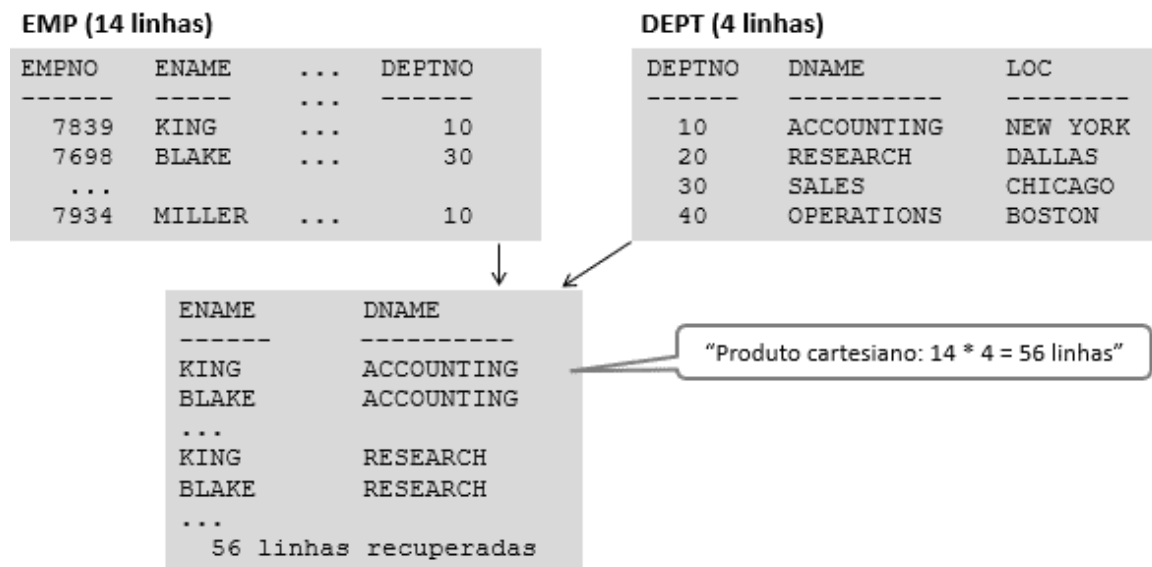 EMP (14 linhas)
EMPNO ENAME ... DEPTNO
------ ----- ... ------
7839 KING ... 10
7698 BLAKE ... 30
...
7934 MILLER ... 10
DEPT (4 linhas)
DEPTNO DNAME LOC
------ ---------- --------
10 ACCOUNTING NEW YORK
20 RESEARCH DALLAS
30 SALES CHICAGO
40 OPERATIONS BOSTON
ENAME DNAME
------ ----------
KING ACCOUNTING
BLAKE ACCOUNTING
...
KING RESEARCH
BLAKE RESEARCH
...
56 linhas recuperadas
“Produto cartesiano: 14 * 4 = 56 linhas”